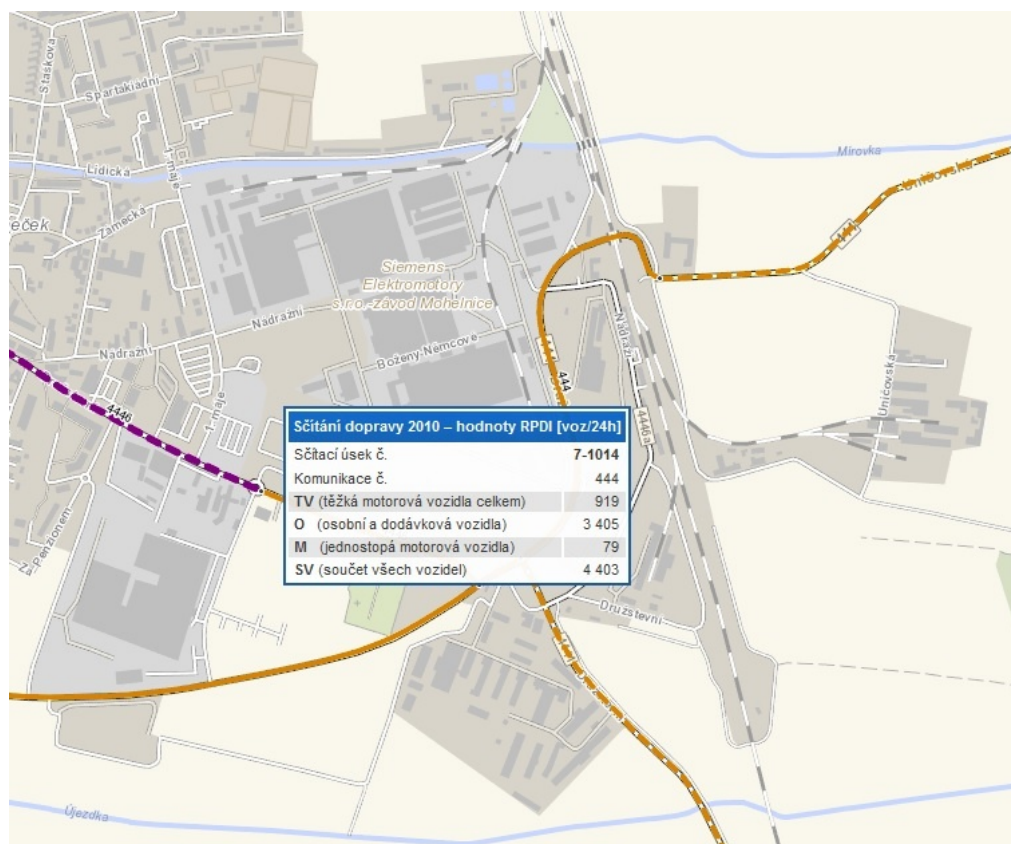 Staškova
Spartakiádní
1. máje
Lidická
Zámecká
eček
Mírovka
Uničovská
444
Siemens
Elektromotory
s.r.o.-závod Mohelnice
Nádražní
Nádražní
Boženy Němcové
Nádražní
444
444
4446
1. máje
4446a
Uničovská
Sčítání dopravy 2010 – hodnoty RPDI [voz/24h]
Sčítací úsek č. 7-1014
Komunikace č. 444
TV (těžká motorová vozidla celkem) 919
O (osobní a dodávková vozidla) 3 405
M (jednostopá motorová vozidla) 79
SV (součet všech vozidel) 4 403
Za Penzionem
Družstevní
Újezdka